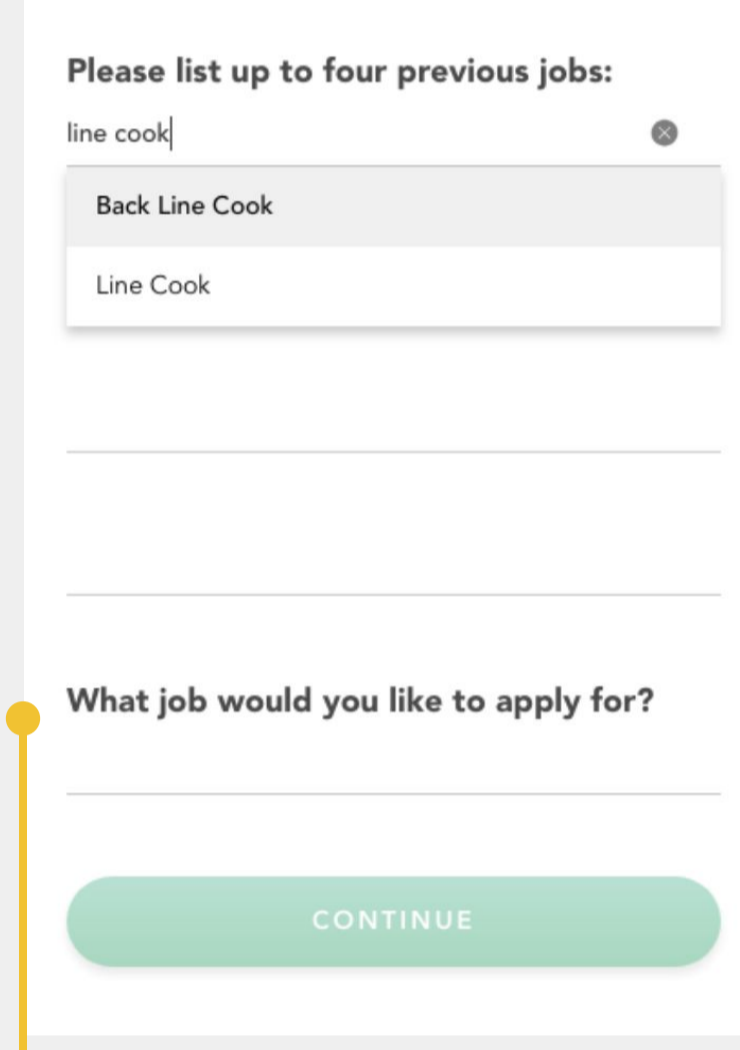 Please list up to four previous jobs:
line cook
Back Line Cook
Line Cook
What job would you like to apply for?
CONTINUE